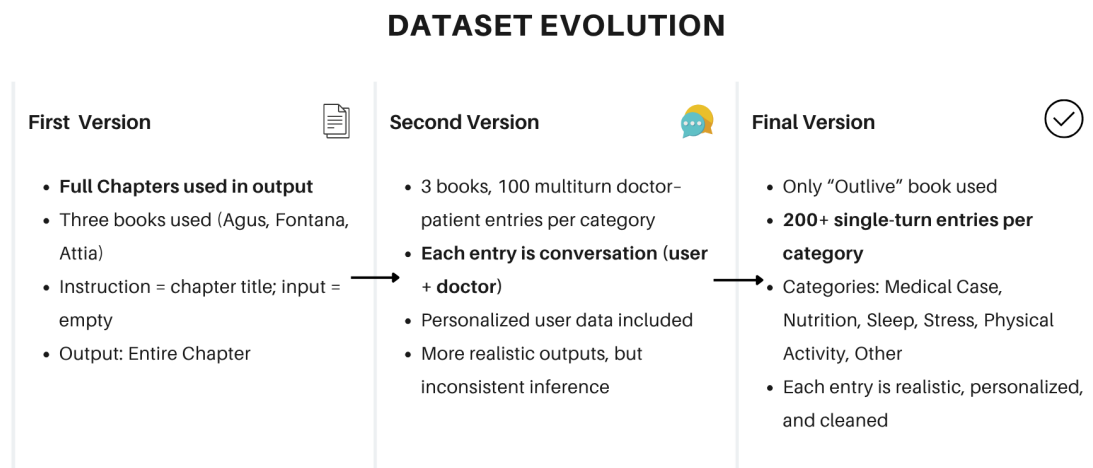 DATASET EVOLUTION
First Version
• Full Chapters used in output
• Three books used (Agus, Fontana,
Attia)
• Instruction = chapter title; input =
empty
• Output: Entire Chapter
Second Version
• 3 books, 100 multiturn doctor–
patient entries per category
• Each entry is conversation (user
+ doctor)
• Personalized user data included
• More realistic outputs, but
inconsistent inference
Final Version
• Only “Outlive” book used
• 200+ single-turn entries per
category
• Categories: Medical Case,
Nutrition, Sleep, Stress, Physical
Activity, Other
• Each entry is realistic, personalized,
and cleaned